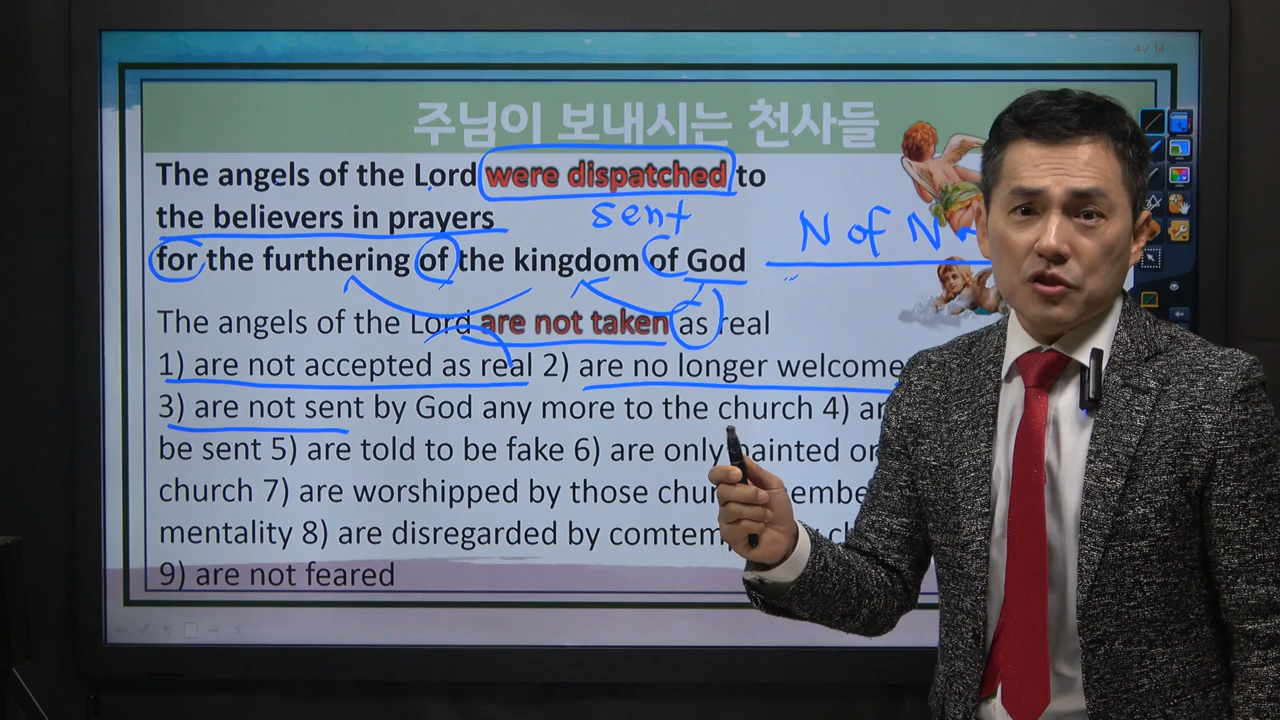 4 / 14
주님이 보내시는 천사들
The angels of the Lord were dispatched to
the believers in prayers
sent
N of N
for the furthering of the kingdom of God
The angels of the Lord are not taken as real
1) are not accepted as real 2) are no longer welcome
3) are not sent by God any more to the church 4)
be sent 5) are told to be fake 6) are only painted
church 7) are worshipped by those
mentality 8) are disregarded by
9) are not feared